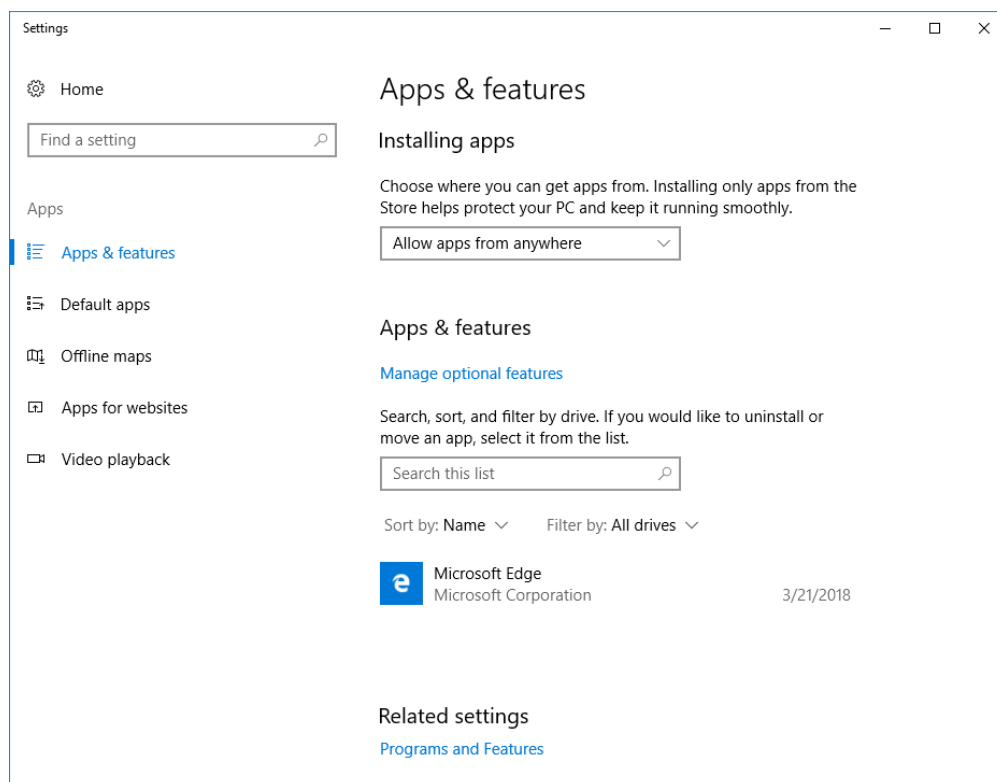 Settings
Home
Find a setting
Apps
Apps & features
Default apps
Offline maps
Apps for websites
Video playback
Apps & features
Installing apps
Choose where you can get apps from. Installing only apps from the
Store helps protect your PC and keep it running smoothly.
Allow apps from anywhere
Apps & features
Manage optional features
Search, sort, and filter by drive. If you would like to uninstall or
move an app, select it from the list.
Search this list
Sort by: Name Filter by: All drives
Microsoft Edge
Microsoft Corporation 3/21/2018
Related settings
Programs and Features